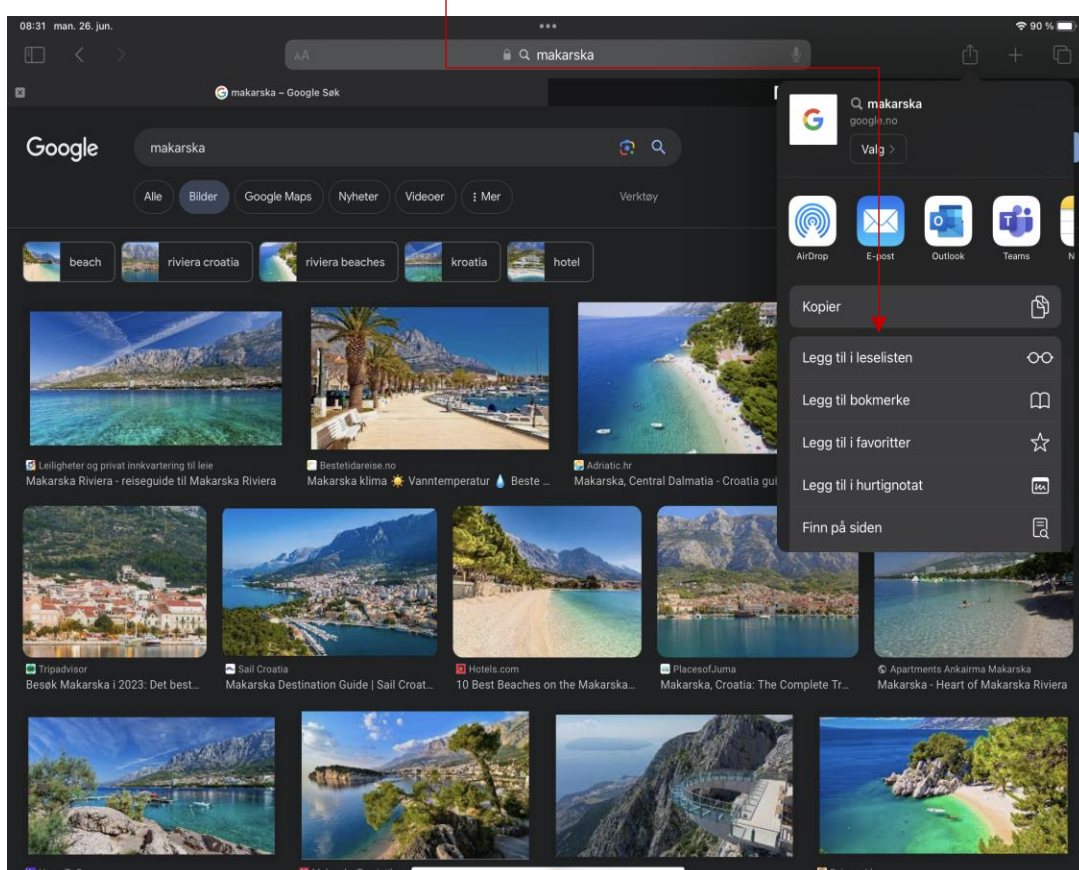 08:31 man. 26. jun.
90 %
AA
makarska
makarska – Google Søk
makarska
google.no
Valg
Google
makarska
Alle
Bilder
Google Maps
Nyheter
Videoer
Mer
Verktøy
AirDrop
E-post
Outlook
Teams
beach
riviera croatia
riviera beaches
kroatia
hotel
Kopier
Legg til i leselisten
Legg til bokmerke
Legg til i favoritter
Legg til i hurtignotat
Finn på siden
Leiligheter og privat innkvartering til leie
Makarska Riviera - reiseguide til Makarska Riviera
Bestetidareise.no
Makarska klima ☀️ Vanntemperatur 💧 Beste ...
Adriatic.hr
Makarska, Central Dalmatia - Croatia gui
Tripadvisor
Besøk Makarska i 2023: Det best...
Sail Croatia
Makarska Destination Guide | Sail Croat...
Hotels.com
10 Best Beaches on the Makarska...
PlacesofJuma
Makarska, Croatia: The Complete Tr...
Apartments Ankairma Makarska
Makarska - Heart of Makarska Riviera